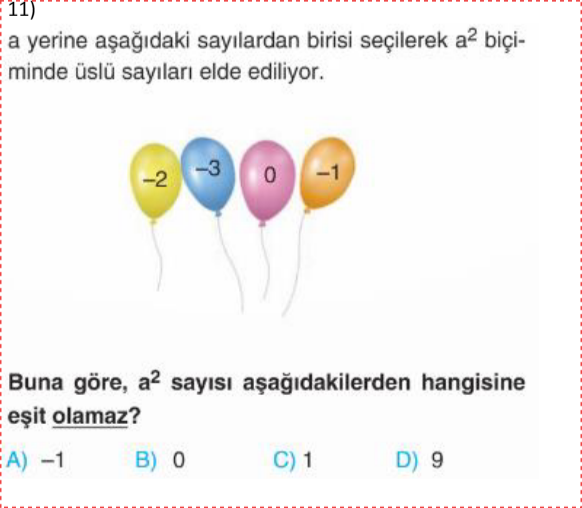 11)
a yerine aşağıdaki sayılardan birisi seçilerek a² biçi-
minde üslü sayıları elde ediliyor.
–2 –3 0 –1
Buna göre, a² sayısı aşağıdakilerden hangisine
eşit olamaz?
A) –1 B) 0 C) 1 D) 9